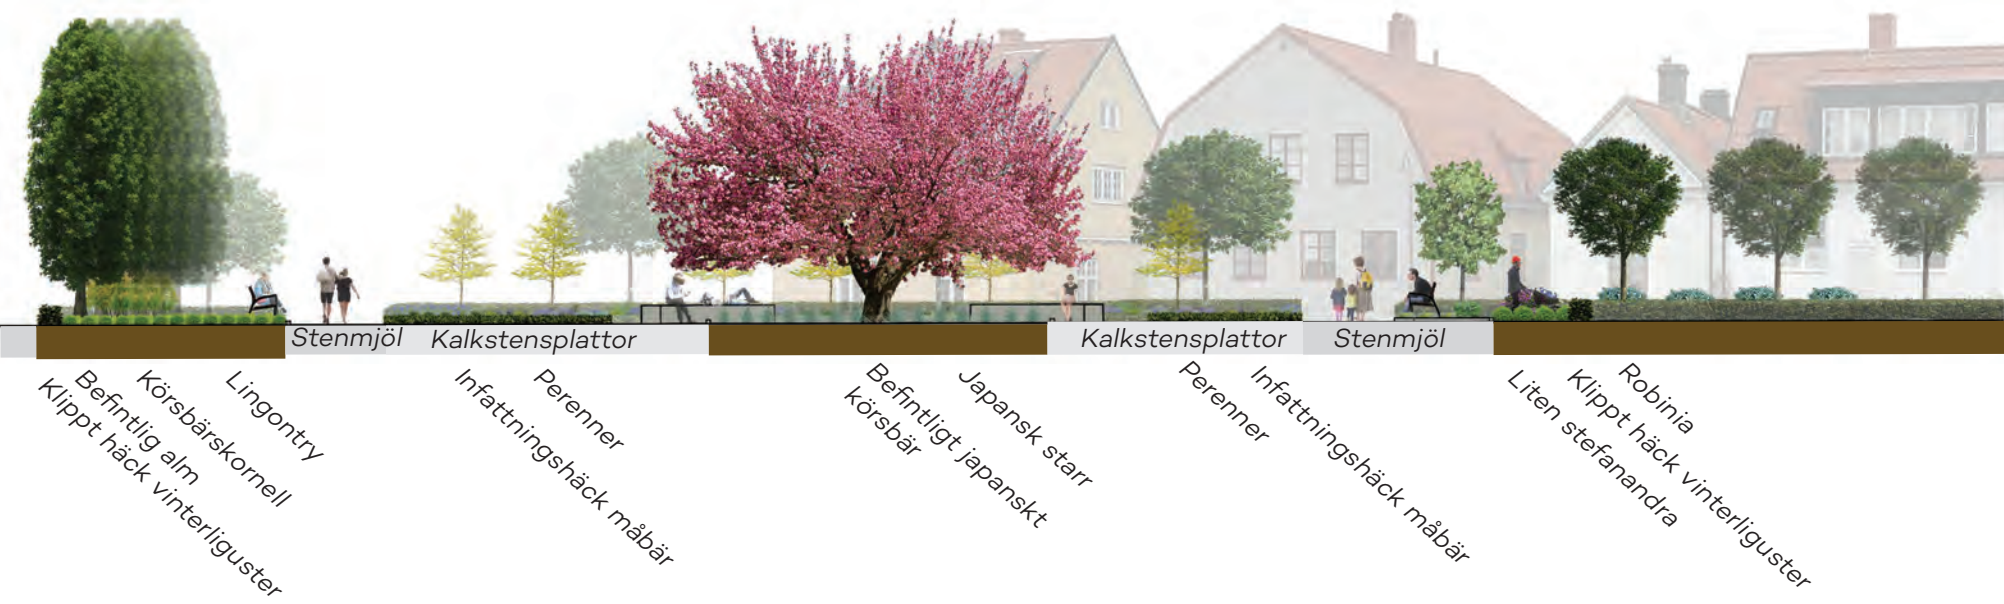 Stenmjöl
Kalkstensplattor
Kalkstensplattor
Stenmjöl
Klippt häck vinterliguster
Befintlig alm
Körsbärskornell
Lingontry
Infattningshäck måbär
Perenner
Befintligt japanskt
körsbär
Japansk starr
Perenner
Infattningshäck måbär
Liten stefanandra
Klippt häck vinterliguster
Robinia